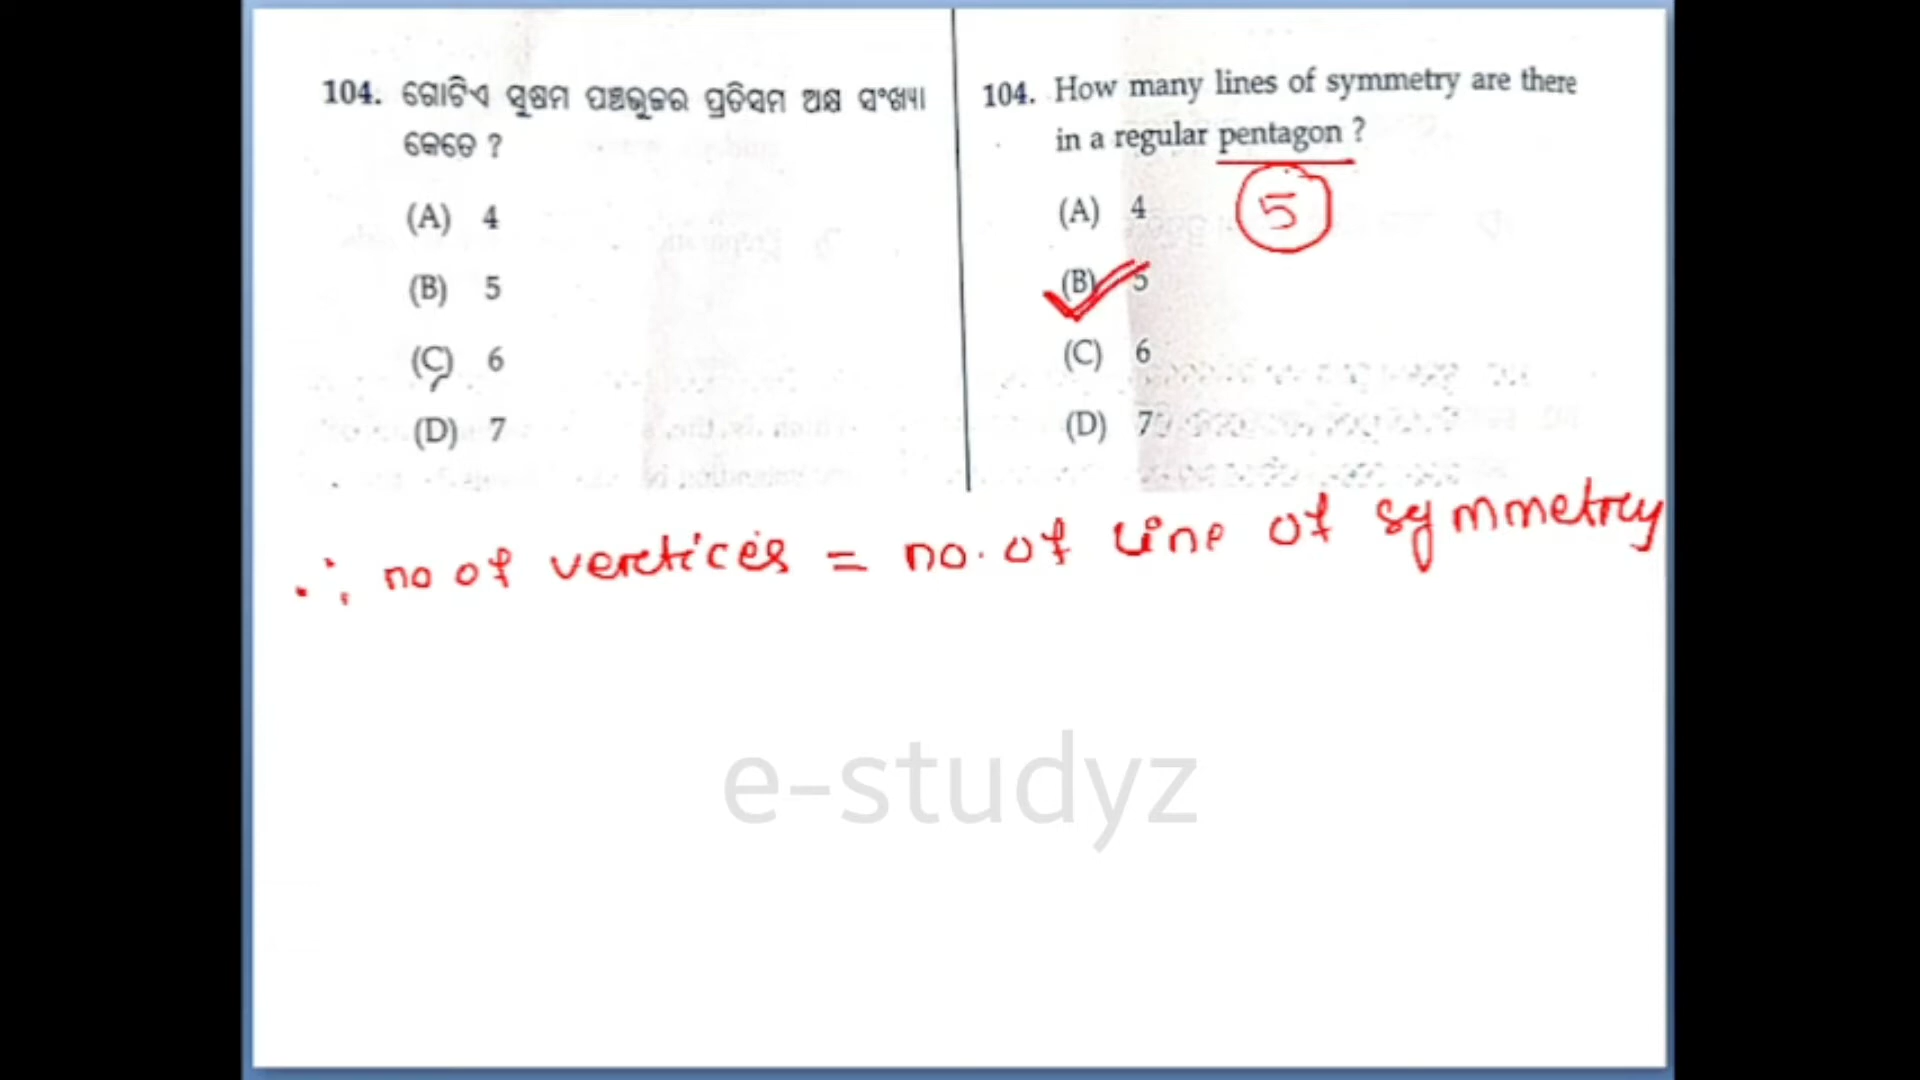 104. ଗୋଟିଏ ସୁଷମ ପଞ୍ଚଭୁଜର ପ୍ରତିସମ ଅକ୍ଷ ସଂଖ୍ୟା
କେତେ ?
(A) 4
(B) 5
(C) 6
(D) 7
104. How many lines of symmetry are there
in a regular pentagon ?
5
(A) 4
(B) 5
(C) 6
(D) 7
∴ no of vertices = no. of line of symmetry
e-studyz